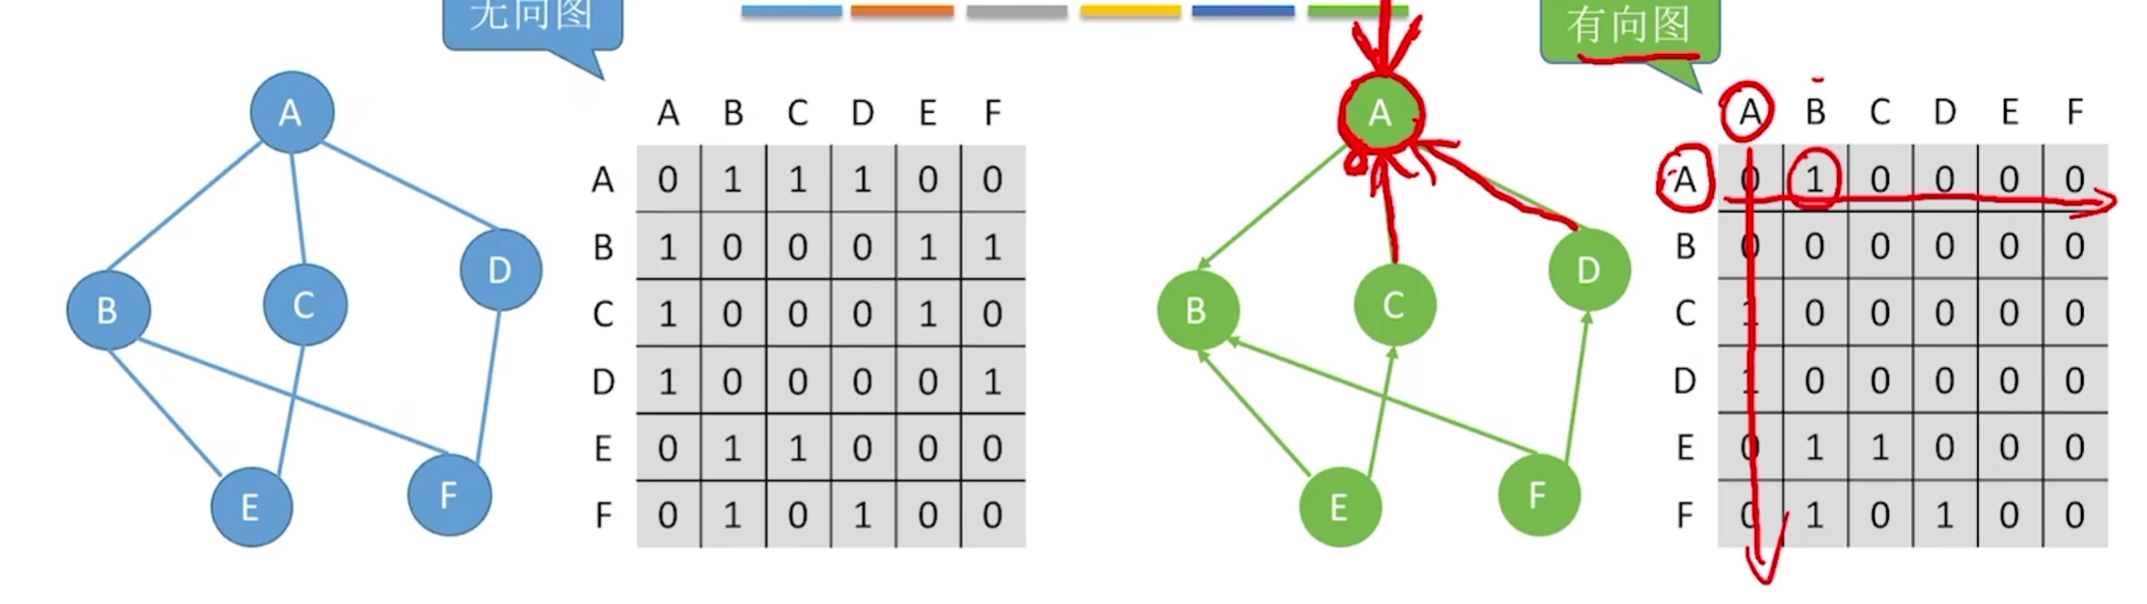 无向图
有向图
A
B
C
D
E
F
A B C D E F
A 0 1 1 1 0 0
B 1 0 0 0 1 1
C 1 0 0 0 1 0
D 1 0 0 0 0 1
E 0 1 1 0 0 0
F 0 1 0 1 0 0
A
B
C
D
E
F
A B C D E F
A 0 1 0 0 0 0
B 0 0 0 0 0 0
C 1 0 0 0 0 0
D 1 0 0 0 0 0
E 0 1 1 0 0 0
F 0 1 0 1 0 0